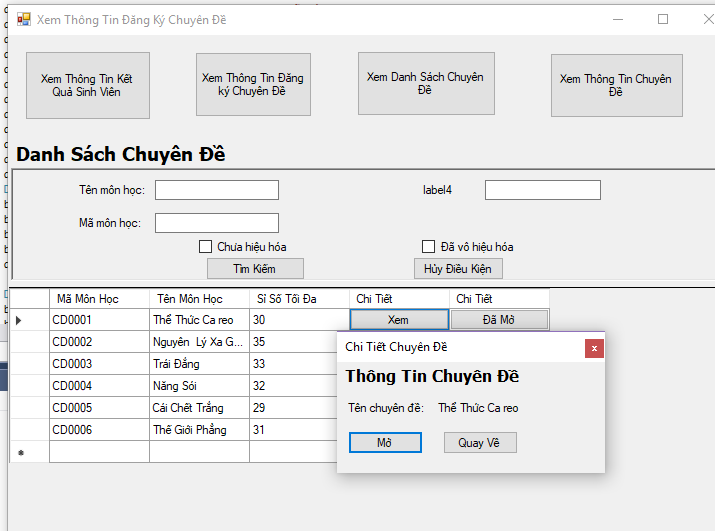 Xem Thông Tin Đăng Ký Chuyên Đề
Xem Thông Tin Kết
Quả Sinh Viên
Xem Thông Tin Đăng
ký Chuyên Đề
Xem Danh Sách Chuyên
Đề
Xem Thông Tin Chuyên
Đề
Danh Sách Chuyên Đề
Tên môn học:
label4
Mã môn học:
Chưa hiệu hóa
Đã vô hiệu hóa
Tìm Kiếm
Hủy Điều Kiện
Mã Môn Học Tên Môn Học Sĩ Số Tối Đa Chi Tiết Chi Tiết
CD0001 Thể Thức Ca reo 30 Xem Đã Mở
CD0002 Nguyên Lý Xa G... 35
CD0003 Trái Đắng 33
CD0004 Năng Sói 32
CD0005 Cái Chết Trắng 29
CD0006 Thế Giới Phẳng 31
Chi Tiết Chuyên Đề
x
Thông Tin Chuyên Đề
Tên chuyên đề: Thể Thức Ca reo
Mở
Quay Về